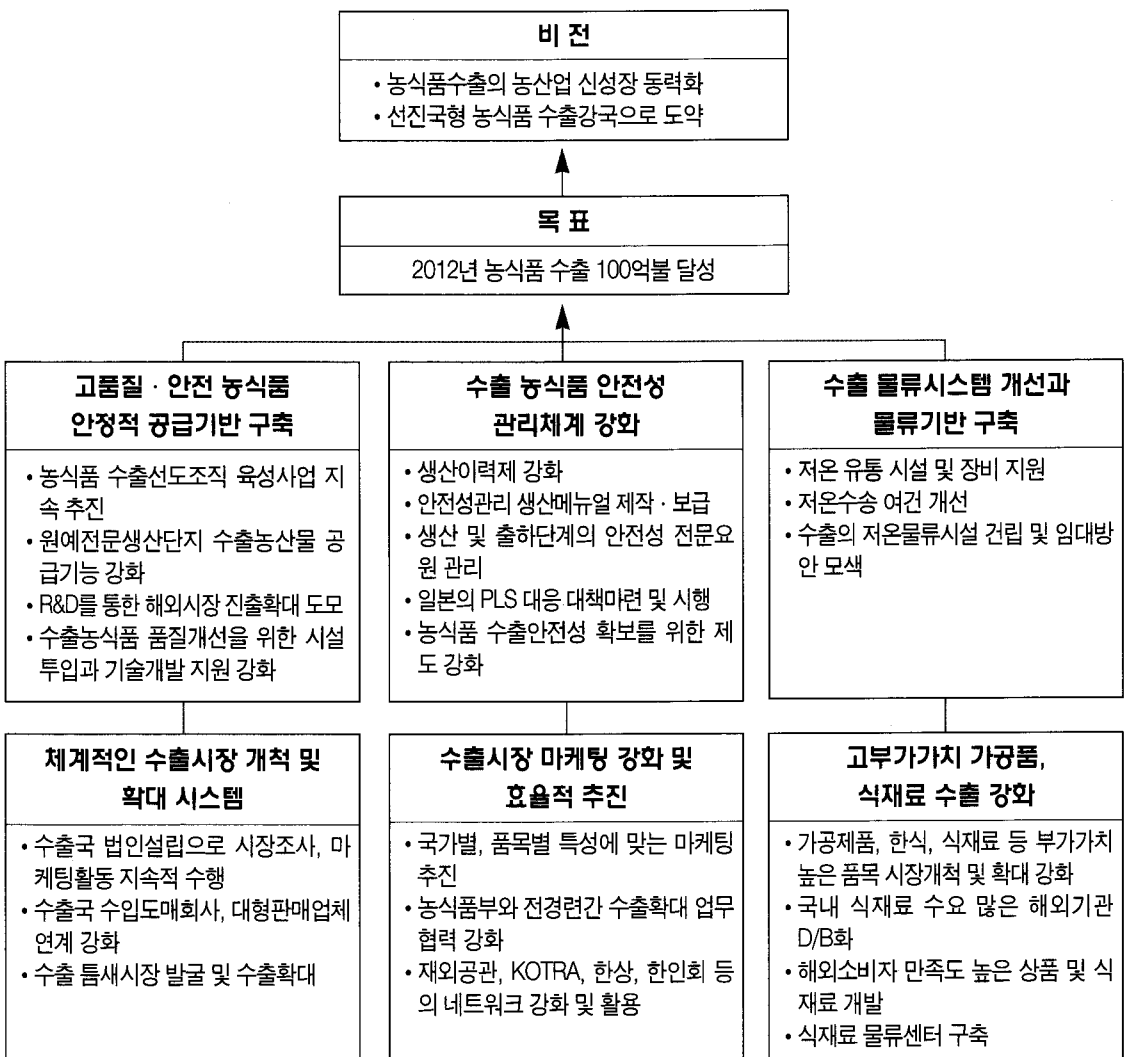 비 전
• 농식품수출의 농산업 신성장 동력화
• 선진국형 농식품 수출강국으로 도약
목 표
2012년 농식품 수출 100억불 달성
고품질 · 안전 농식품
안정적 공급기반 구축
• 농식품 수출선도조직 육성사업 지
속 추진
• 원예전문생산단지 수출농산물 공
급기능 강화
• R&D를 통한 해외시장 진출확대 도모
• 수출농식품 품질개선을 위한 시설
투입과 기술개발 지원 강화
수출 농식품 안전성
관리체계 강화
• 생산이력제 강화
• 안전성관리 생산메뉴얼 제작 · 보급
• 생산 및 출하단계의 안전성 전문요
원 관리
• 일본의 PLS 대응 대책마련 및 시행
• 농식품 수출안전성 확보를 위한 제
도 강화
수출 물류시스템 개선과
물류기반 구축
• 저온 유통 시설 및 장비 지원
• 저온수송 여건 개선
• 수출의 저온물류시설 건립 및 임대방
안 모색
체계적인 수출시장 개척 및
확대 시스템
• 수출국 법인설립으로 시장조사, 마
케팅활동 지속적 수행
• 수출국 수입도매회사, 대형판매업체
연계 강화
• 수출 틈새시장 발굴 및 수출확대
수출시장 마케팅 강화 및
효율적 추진
• 국가별, 품목별 특성에 맞는 마케팅
추진
• 농식품부와 전경련간 수출확대 업무
협력 강화
• 재외공관, KOTRA, 한상, 한인회 등
의 네트워크 강화 및 활용
고부가가치 가공품,
식재료 수출 강화
• 가공제품, 한식, 식재료 등 부가가치
높은 품목 시장개척 및 확대 강화
• 국내 식재료 수요 많은 해외기관
D/B화
• 해외소비자 만족도 높은 상품 및 식
재료 개발
• 식재료 물류센터 구축